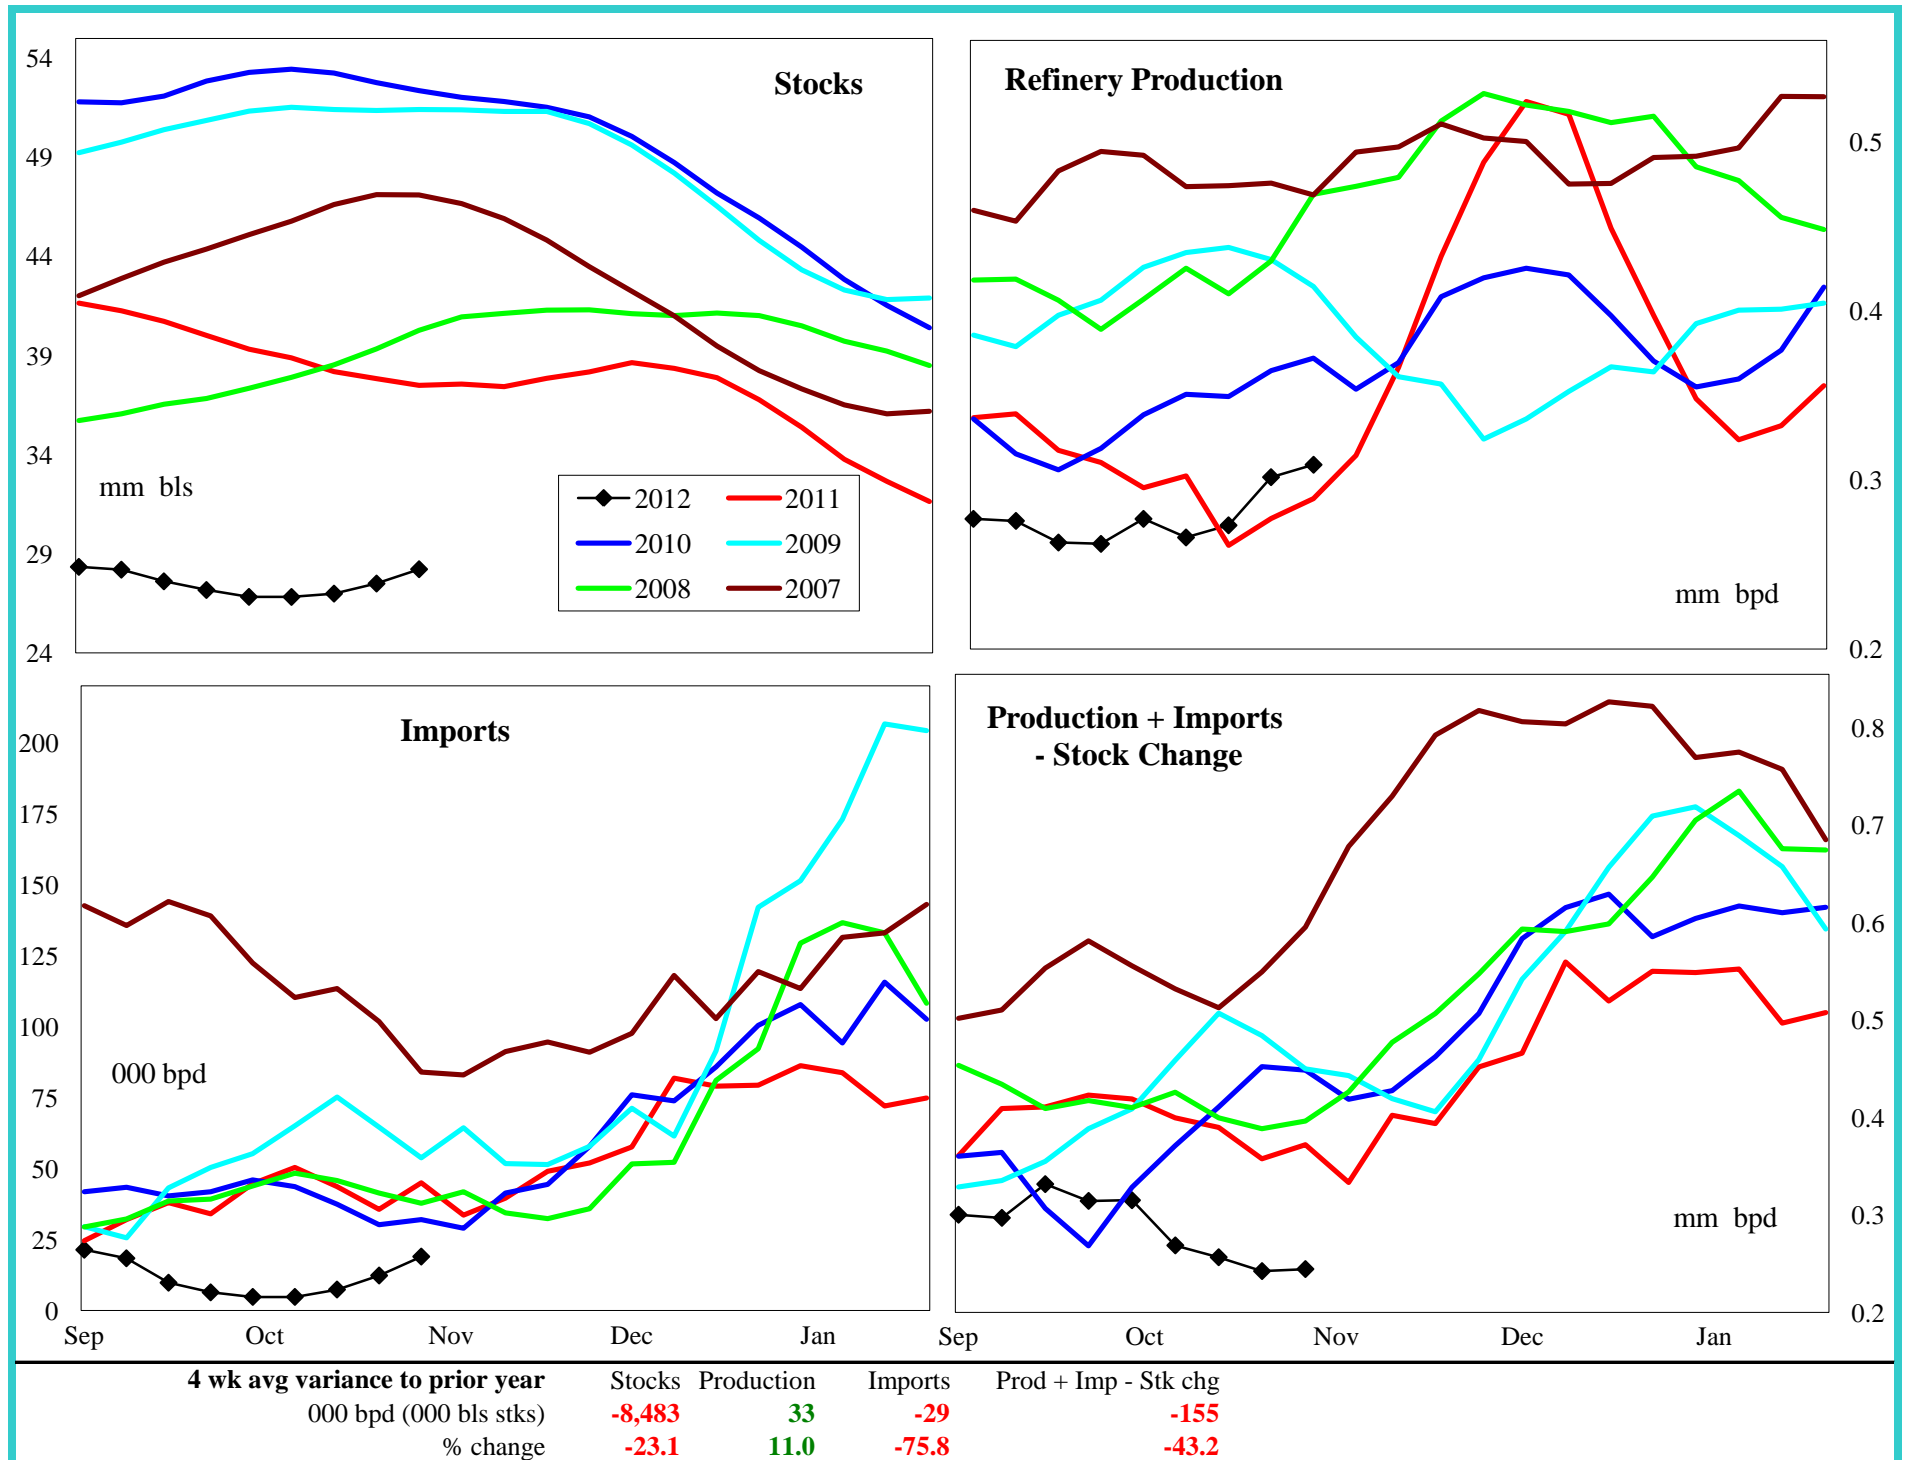 Stocks
54
49
44
39
34
29
24
mm bls
2012
2011
2010
2009
2008
2007
Refinery Production
0.5
0.4
0.3
0.2
mm bpd
Imports
200
175
150
125
100
75
50
25
0
000 bpd
Sep Oct Nov Dec Jan
Production + Imports
- Stock Change
0.8
0.7
0.6
0.5
0.4
0.3
0.2
mm bpd
Sep Oct Nov Dec Jan
4 wk avg variance to prior year Stocks Production Imports Prod + Imp - Stk chg
000 bpd (000 bls stks) -8,483 33 -29 -155
% change -23.1 11.0 -75.8 -43.2